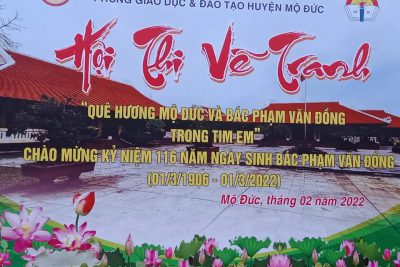 PHÒNG GIÁO DỤC & ĐÀO TẠO HUYỆN MỘ ĐỨC
Hội Thi Vẽ Tranh
"QUÊ HƯƠNG MỘ ĐỨC VÀ BÁC PHẠM VĂN ĐỒNG
TRONG TIM EM"
CHÀO MỪNG KỶ NIỆM 116 NĂM NGÀY SINH BÁC PHẠM VĂN ĐỒNG
(01/3/1906 - 01/3/2022)
Mộ Đức, tháng 02 năm 2022